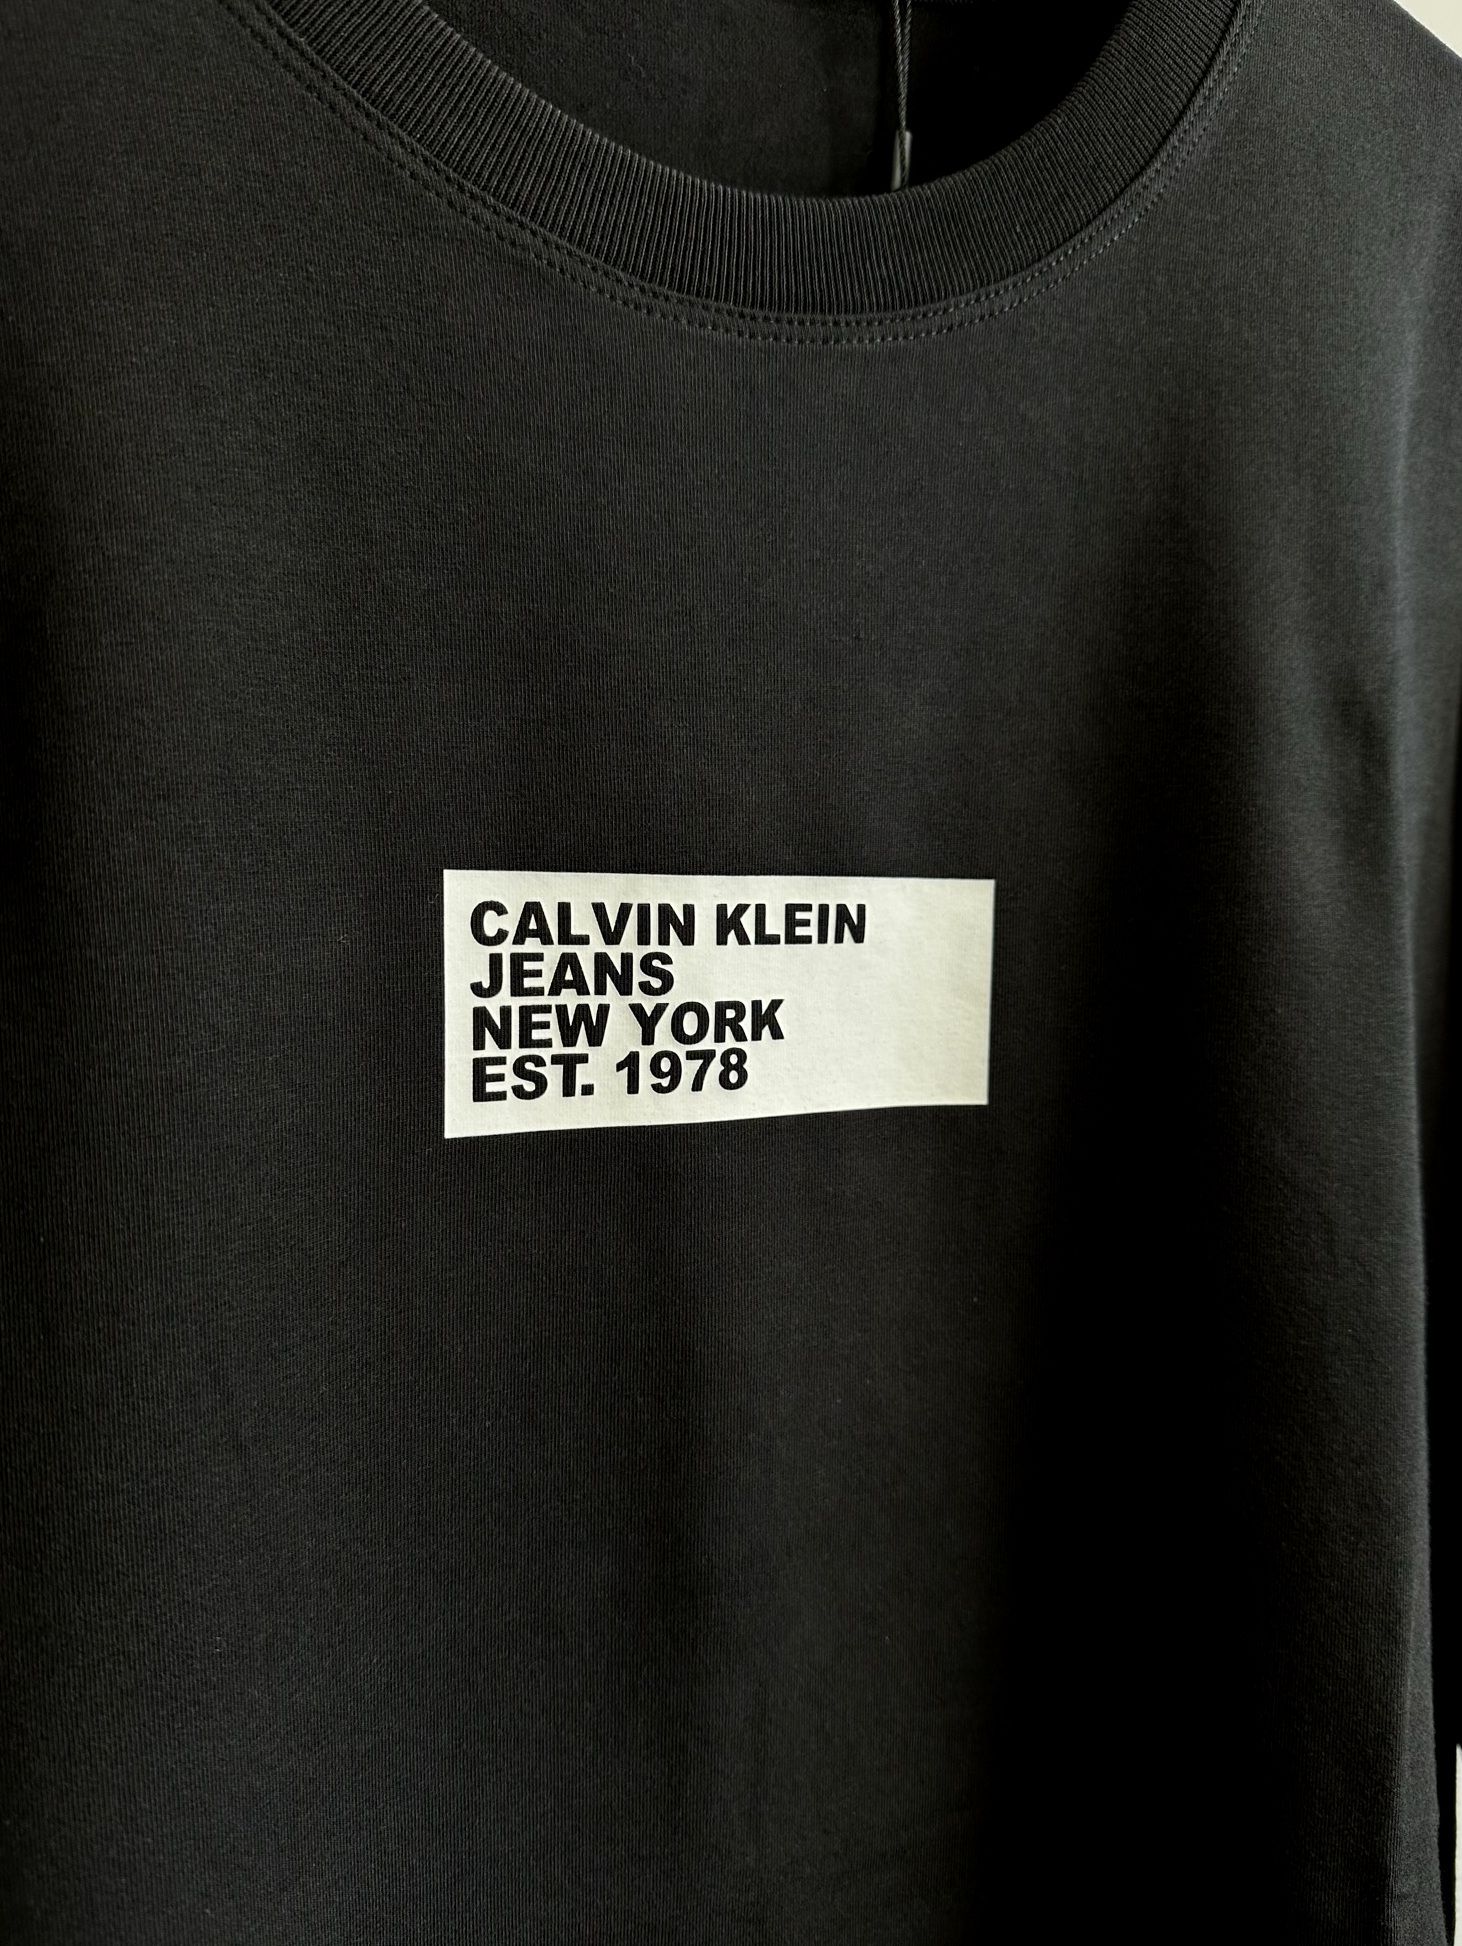 CALVIN KLEIN
JEANS
NEW YORK
EST. 1978